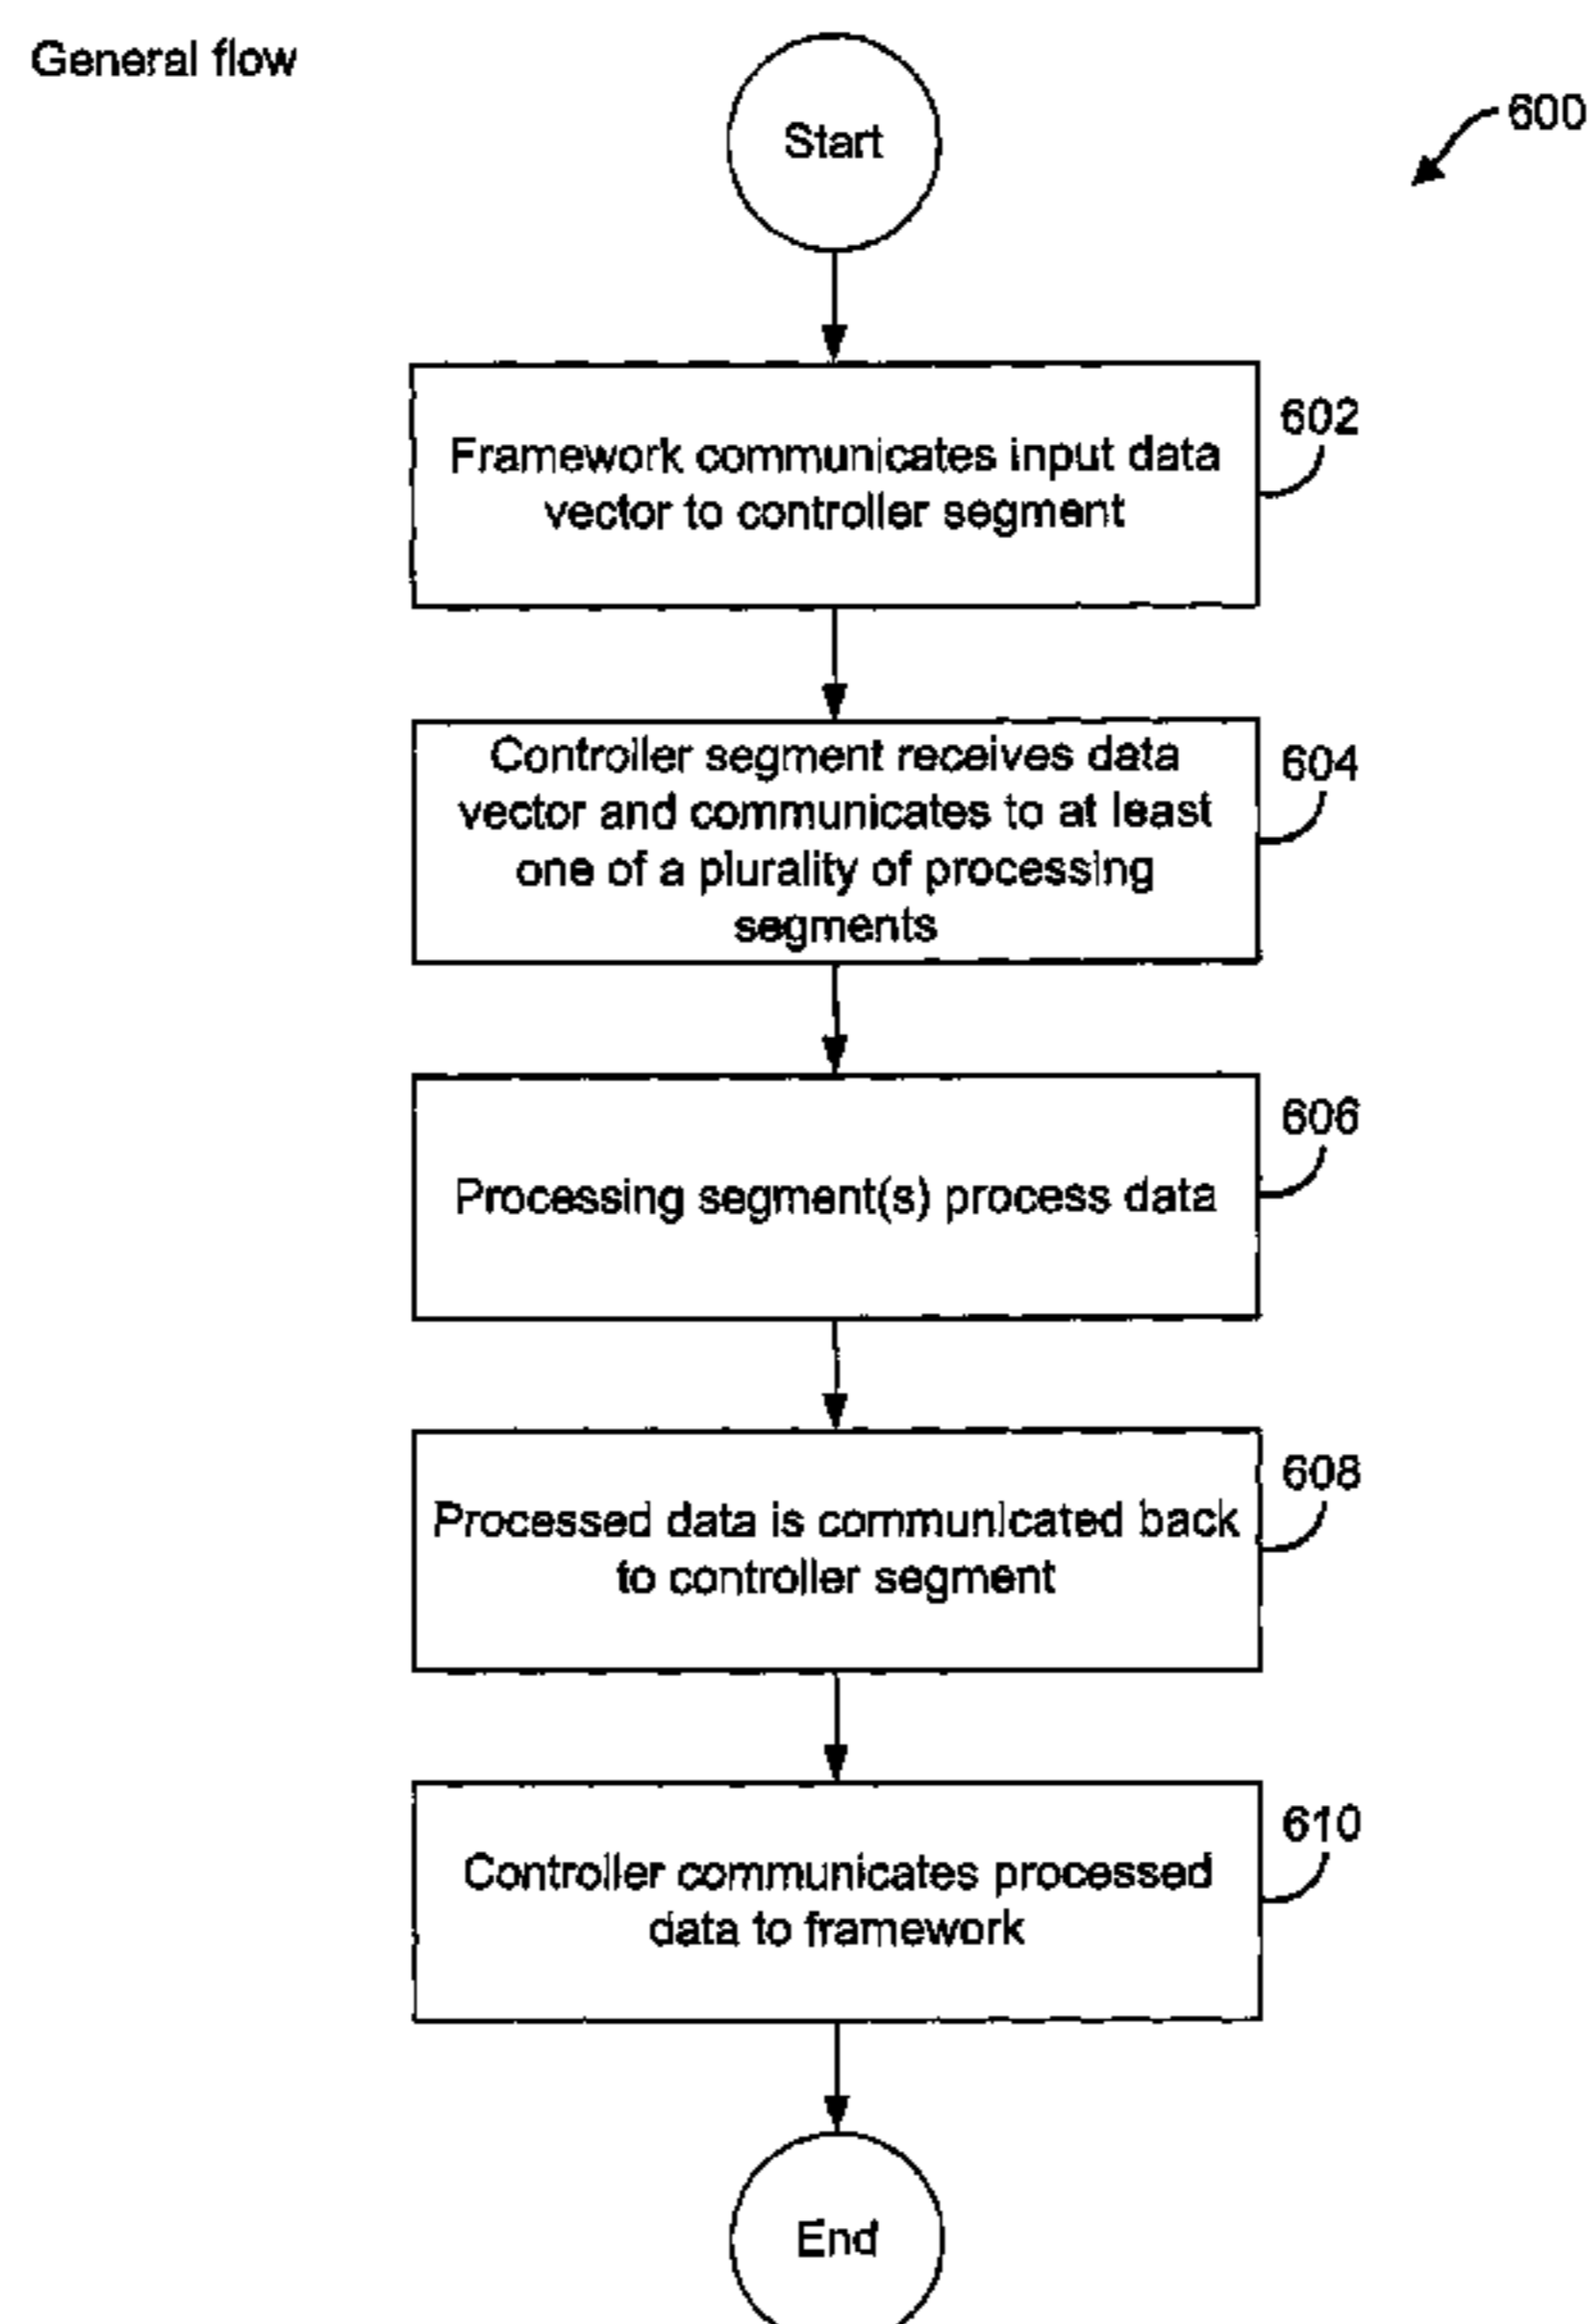 General flow
Start
600
Framework communicates input data
vector to controller segment
602
Controller segment receives data
vector and communicates to at least
one of a plurality of processing
segments
604
Processing segment(s) process data
606
Processed data is communicated back
to controller segment
608
Controller communicates processed
data to framework
610
End